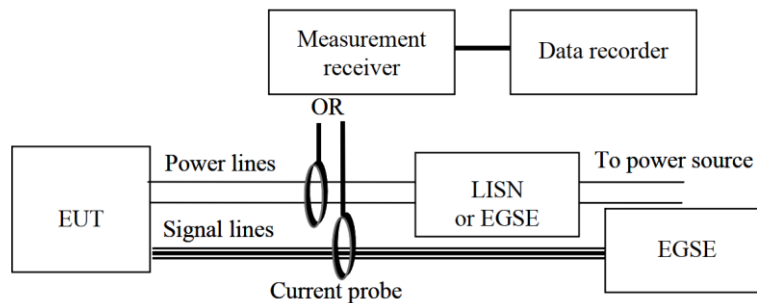 Measurement
receiver
Data recorder
OR
Power lines
To power source
LISN
or EGSE
EUT
Signal lines
EGSE
Current probe